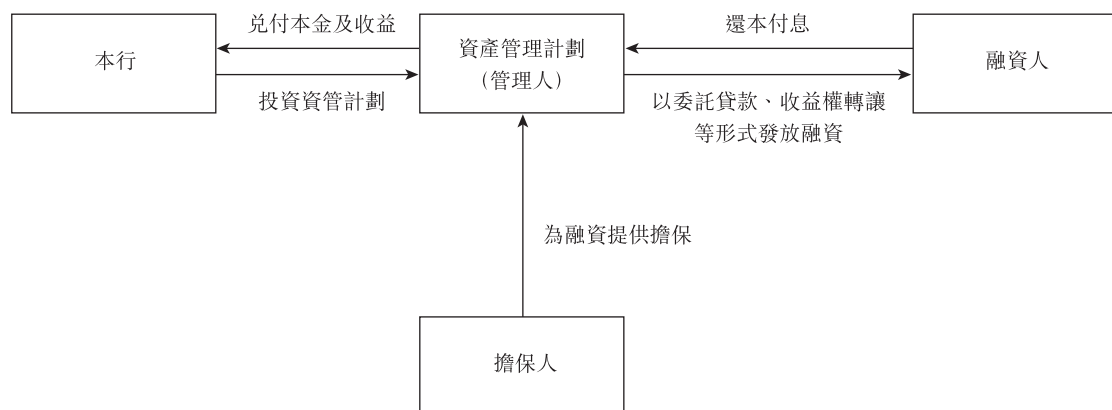 兑付本金及收益
還本付息
本行
資產管理計劃
（管理人）
融資人
投資資管計劃
以委託貸款、收益權轉讓
等形式發放融資
為融資提供擔保
擔保人